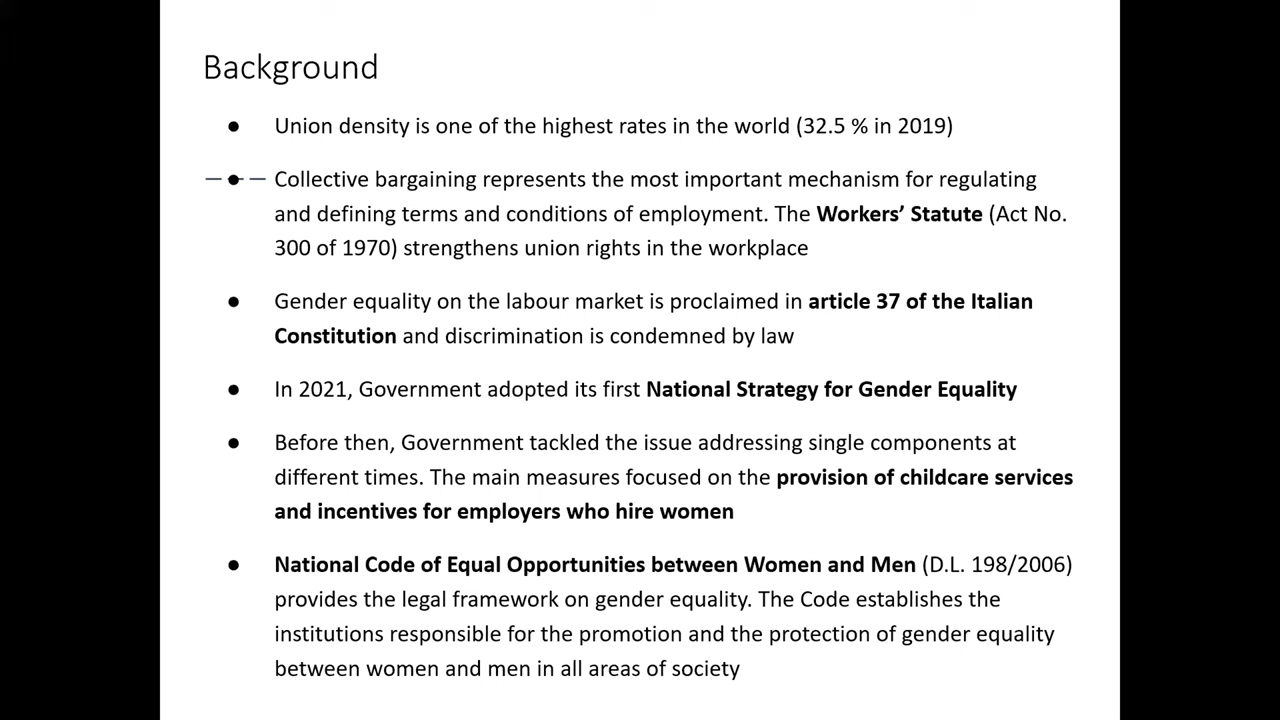 Background
● Union density is one of the highest rates in the world (32.5 % in 2019)
● Collective bargaining represents the most important mechanism for regulating
and defining terms and conditions of employment. The Workers’ Statute (Act No.
300 of 1970) strengthens union rights in the workplace
● Gender equality on the labour market is proclaimed in article 37 of the Italian
Constitution and discrimination is condemned by law
● In 2021, Government adopted its first National Strategy for Gender Equality
● Before then, Government tackled the issue addressing single components at
different times. The main measures focused on the provision of childcare services
and incentives for employers who hire women
● National Code of Equal Opportunities between Women and Men (D.L. 198/2006)
provides the legal framework on gender equality. The Code establishes the
institutions responsible for the promotion and the protection of gender equality
between women and men in all areas of society